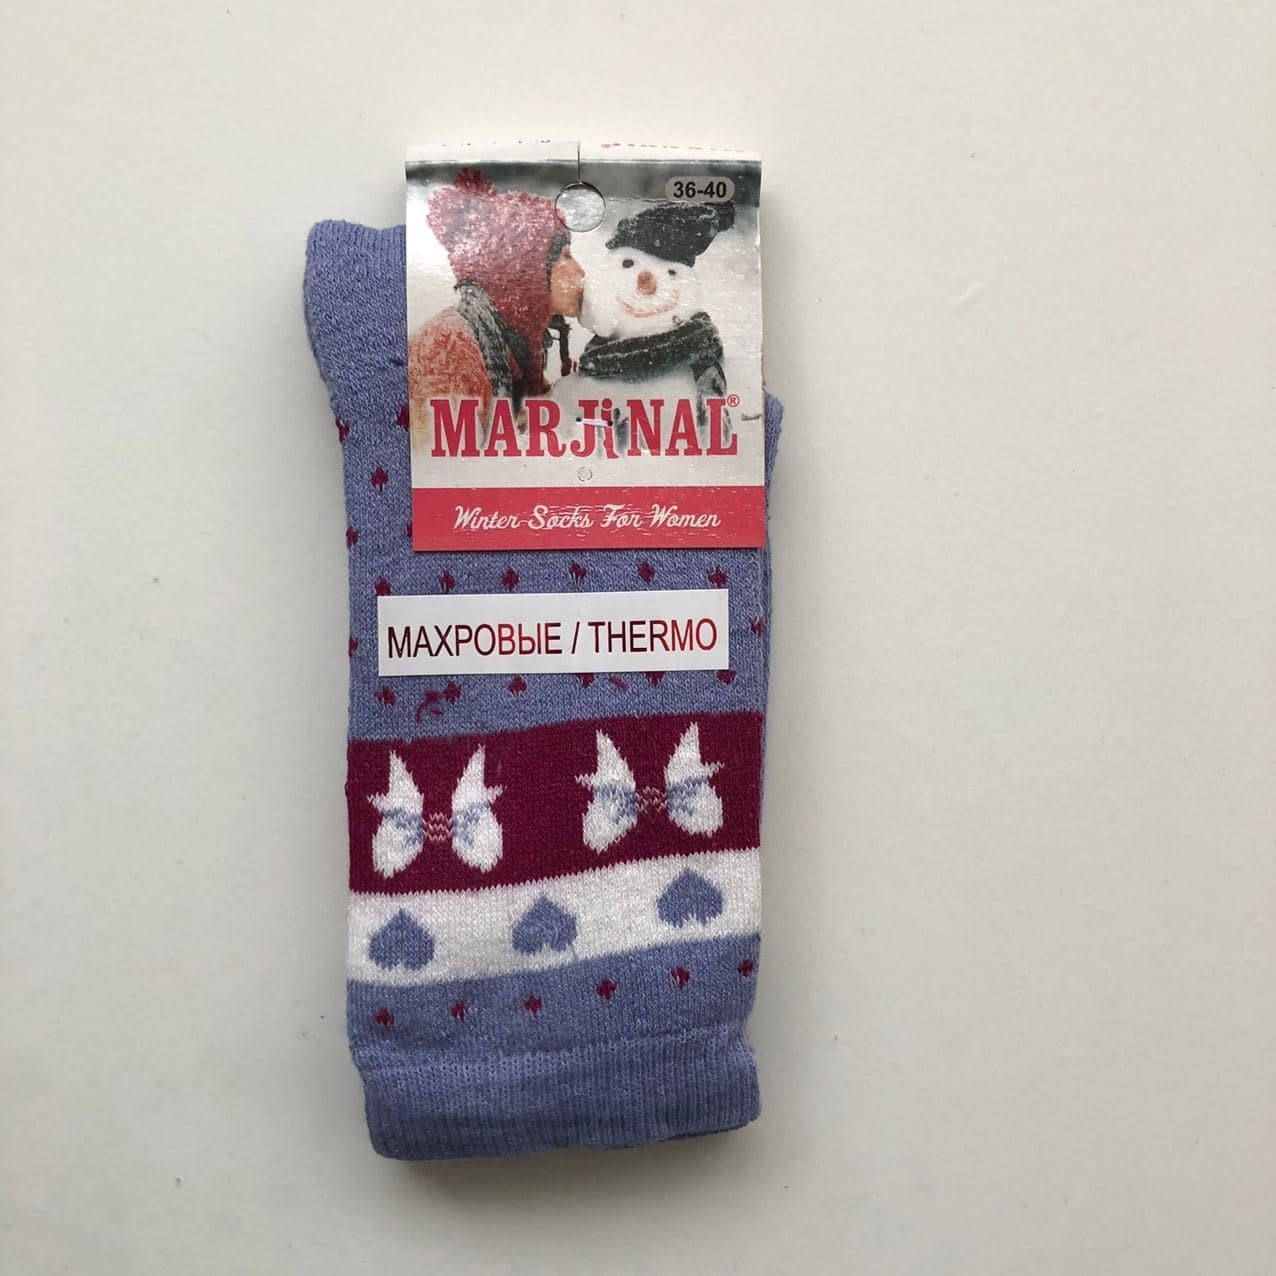 36-40
MARJiNAL®
Winter Socks For Women
МАХРОВЫЕ / THERMO